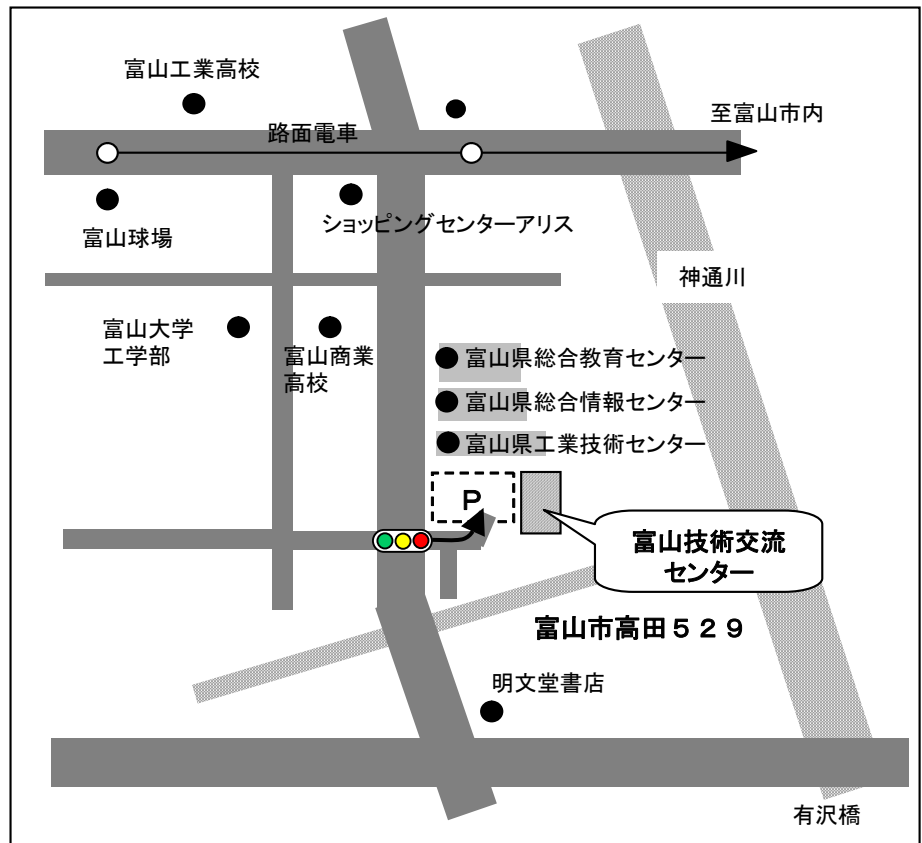 富山工業高校
至富山市内
路面電車
富山球場
ショッピングセンターアリス
神通川
富山大学
工学部
富山商業
高校
富山県総合教育センター
富山県総合情報センター
富山県工業技術センター
P
富山技術交流
センター
富山市高田529
明文堂書店
有沢橋